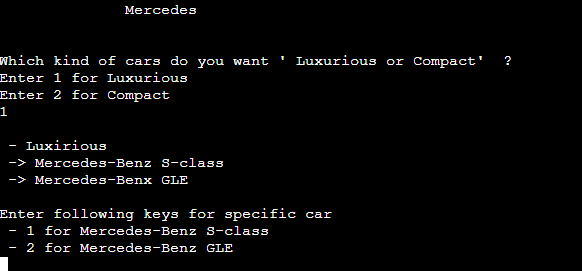 Mercedes
Which kind of cars do you want ' Luxurious or Compact'  ?
Enter 1 for Luxurious
Enter 2 for Compact
1
- Luxirious
-> Mercedes-Benz S-class
-> Mercedes-Benx GLE
Enter following keys for specific car
- 1 for Mercedes-Benz S-class
- 2 for Mercedes-Benz GLE